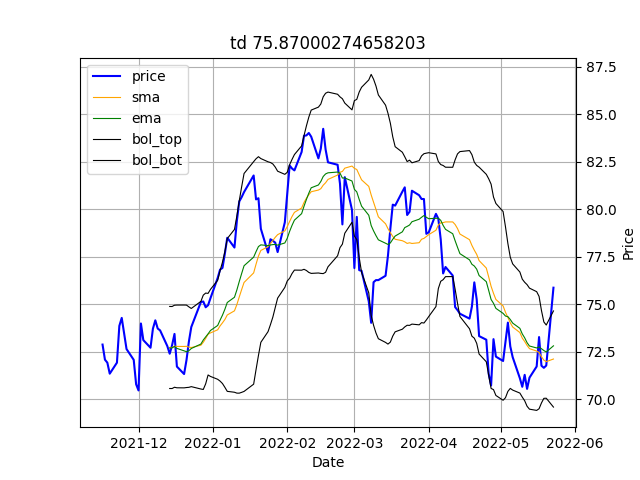 td 75.87000274658203
price
sma
ema
bol_top
bol_bot
87.5
85.0
82.5
80.0
77.5
75.0
72.5
70.0
Price
2021-12
2022-01
2022-02
2022-03
2022-04
2022-05
2022-06
Date